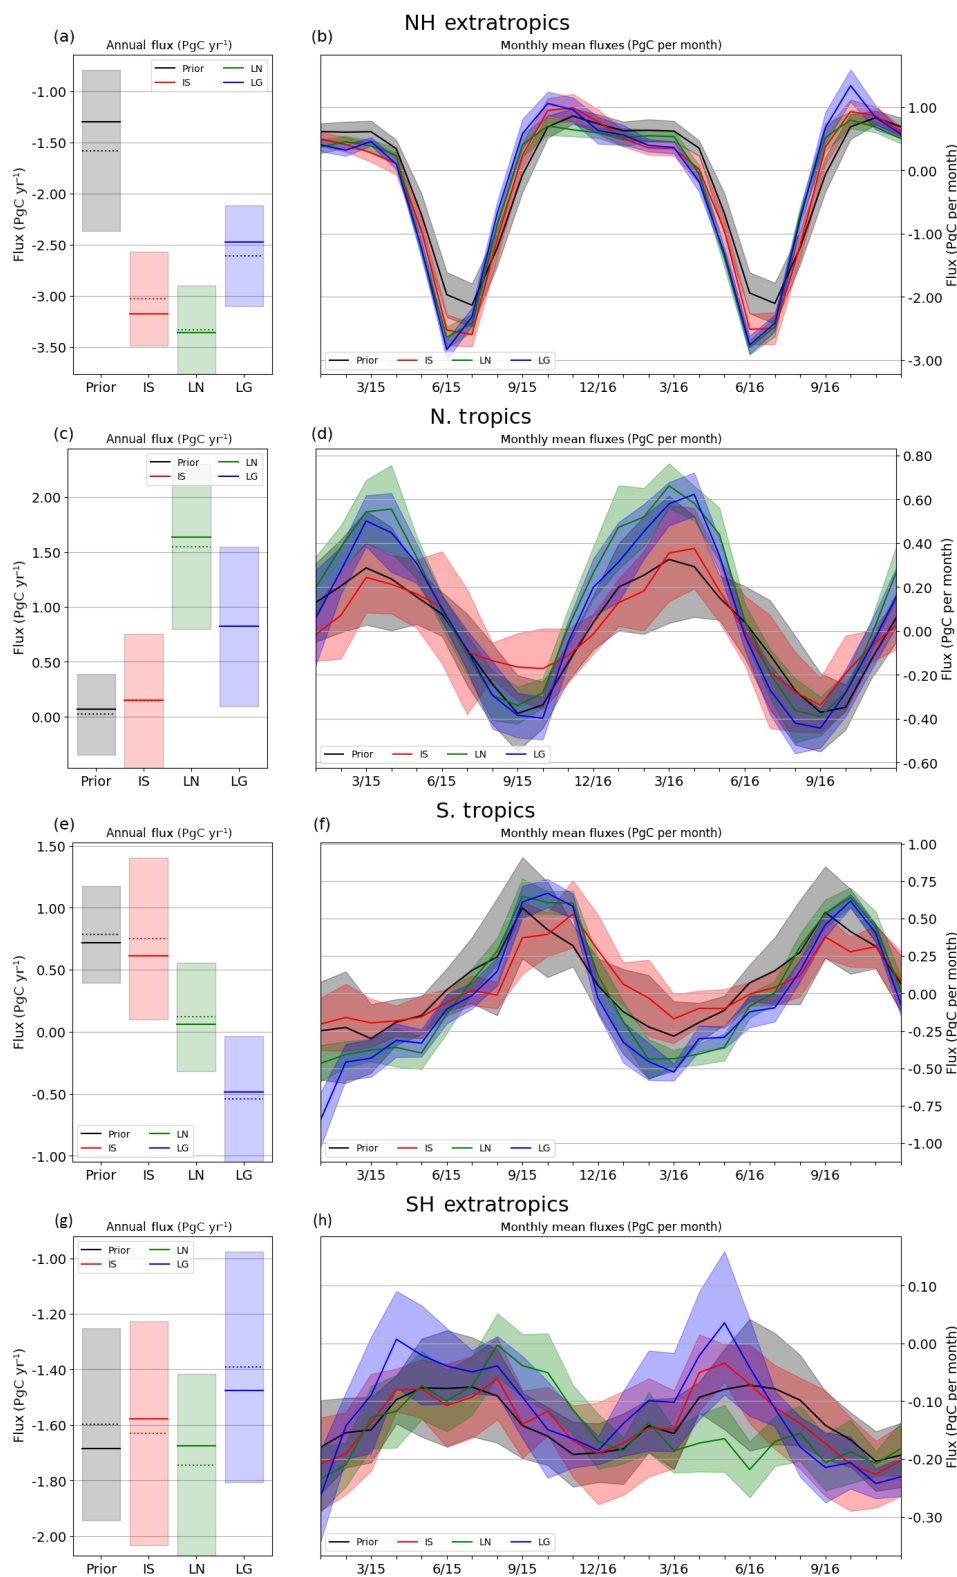 NH extratropics
(a)
Annual flux (PgC yr⁻¹)
Prior LN
IS LG
Flux (PgC yr⁻¹)
-1.00
-1.50
-2.00
-2.50
-3.00
-3.50
Prior IS LN LG
(b)
Monthly mean fluxes (PgC per month)
1.00
0.00
-1.00
-2.00
-3.00
Flux (PgC per month)
Prior IS LN LG
3/15 6/15 9/15 12/16 3/16 6/16 9/16
N. tropics
(c)
Annual flux (PgC yr⁻¹)
Prior LN
IS LG
Flux (PgC yr⁻¹)
2.00
1.50
1.00
0.50
0.00
Prior IS LN LG
(d)
Monthly mean fluxes (PgC per month)
0.80
0.60
0.40
0.20
0.00
-0.20
-0.40
-0.60
Flux (PgC per month)
Prior IS LN LG
3/15 6/15 9/15 12/16 3/16 6/16 9/16
S. tropics
(e)
Annual flux (PgC yr⁻¹)
Flux (PgC yr⁻¹)
1.50
1.00
0.50
0.00
-0.50
-1.00
Prior LN
IS LG
Prior IS LN LG
(f)
Monthly mean fluxes (PgC per month)
1.00
0.75
0.50
0.25
0.00
-0.25
-0.50
-0.75
-1.00
Flux (PgC per month)
Prior IS LN LG
3/15 6/15 9/15 12/16 3/16 6/16 9/16
SH extratropics
(g)
Annual flux (PgC yr⁻¹)
Prior LN
IS LG
Flux (PgC yr⁻¹)
-1.00
-1.20
-1.40
-1.60
-1.80
-2.00
Prior IS LN LG
(h)
Monthly mean fluxes (PgC per month)
0.10
0.00
-0.10
-0.20
-0.30
Flux (PgC per month)
Prior IS LN LG
3/15 6/15 9/15 12/16 3/16 6/16 9/16